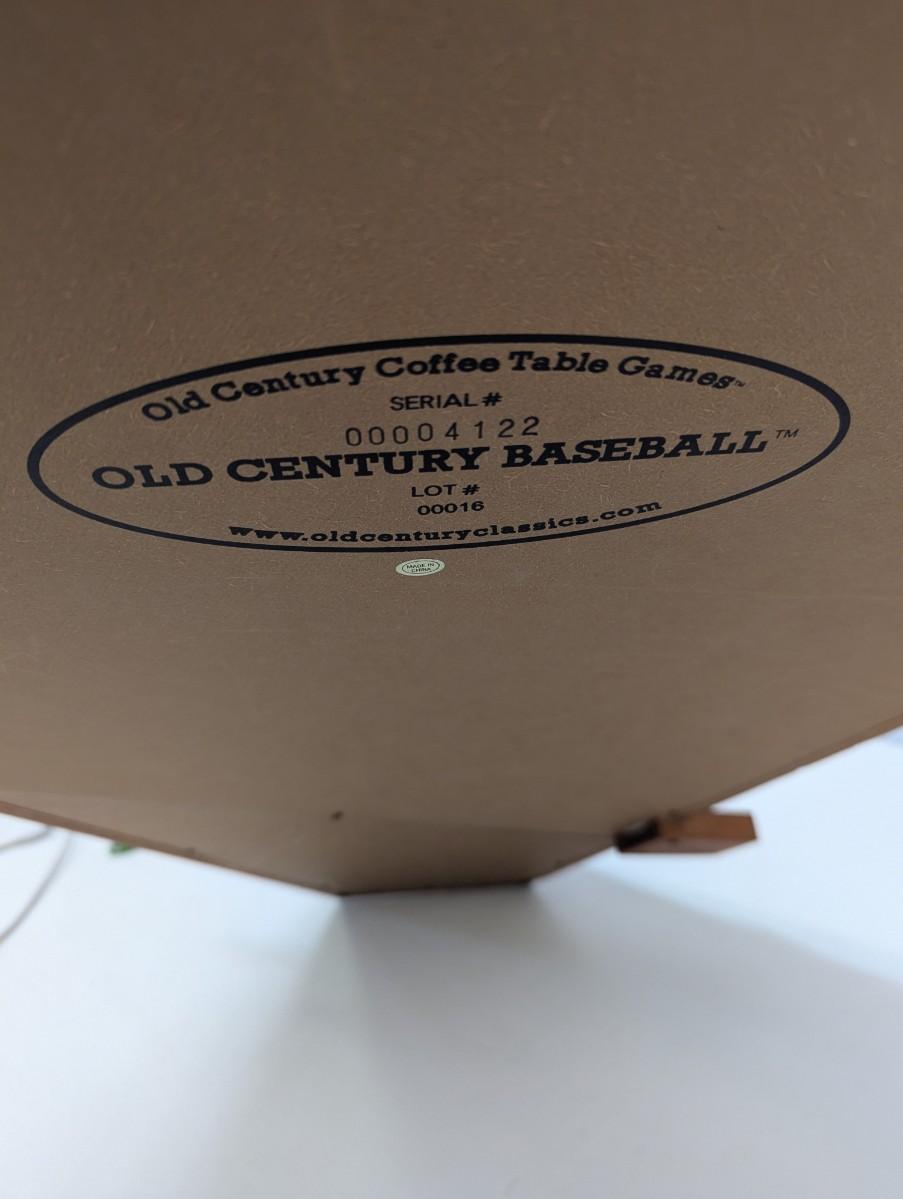 Old Century Coffee Table Games™
SERIAL #
00004122
OLD CENTURY BASEBALL™
LOT #
00016
www.oldcenturyclassics.com
MADE IN
CHINA